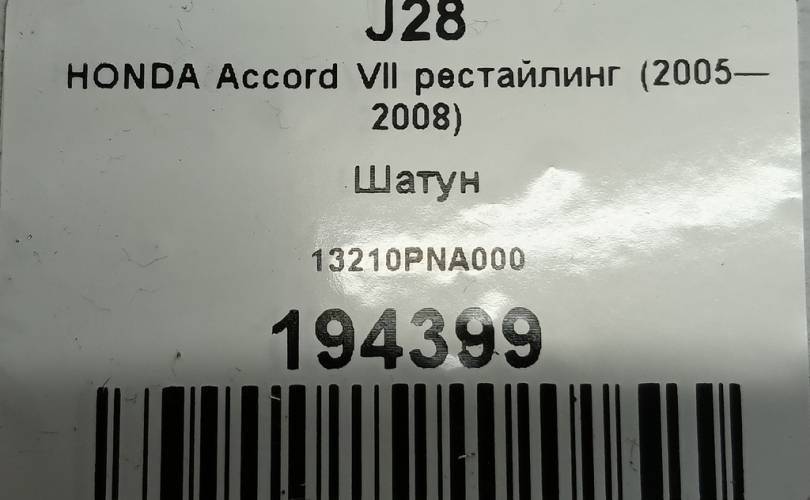 J28
HONDA Accord VII рестайлинг (2005—
2008)
Шатун
13210PNA000
194399